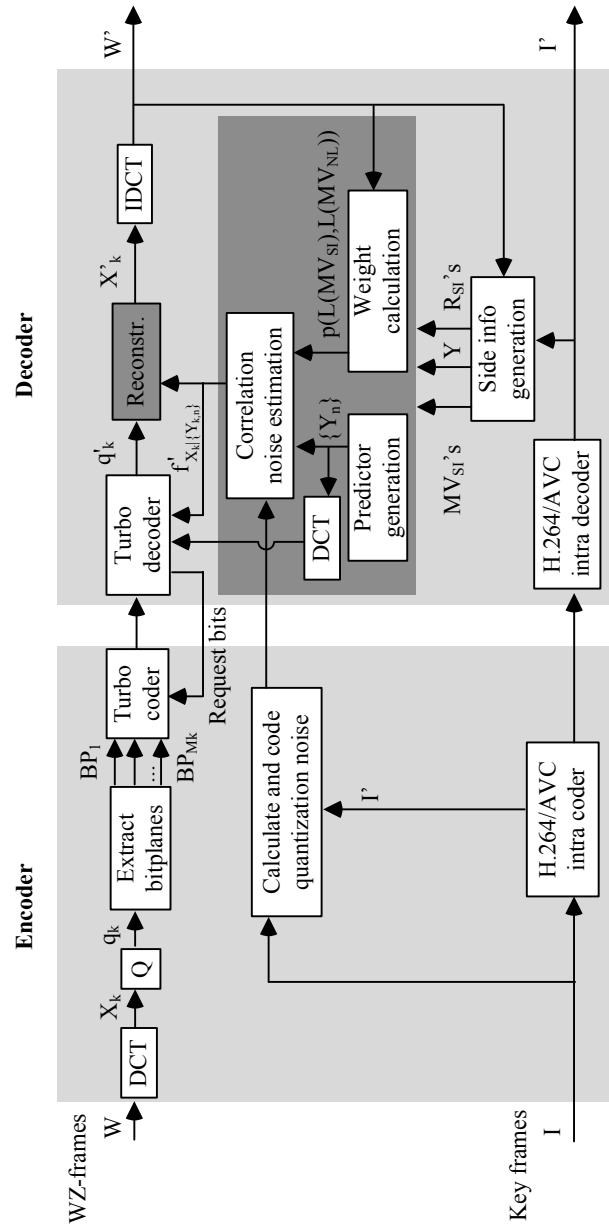 Encoder
Decoder
WZ-frames
W
DCT
X_k
Q
q_k
Extract
bitplanes
BP_1
...
BP_Mk
Turbo
coder
Request bits
Turbo
decoder
q'_k
Reconstr.
X'_k
IDCT
W'
f'_{X_k|{Y_{k,n}}}
Calculate and code
quantization noise
Correlation
noise estimation
p(L(MV_SI),L(MV_NL))
DCT
{Y_n}
Predictor
generation
Weight
calculation
MV_SI's
Y
R_SI's
Side info
generation
I'
Key frames
I
H.264/AVC
intra coder
H.264/AVC
intra decoder
I'